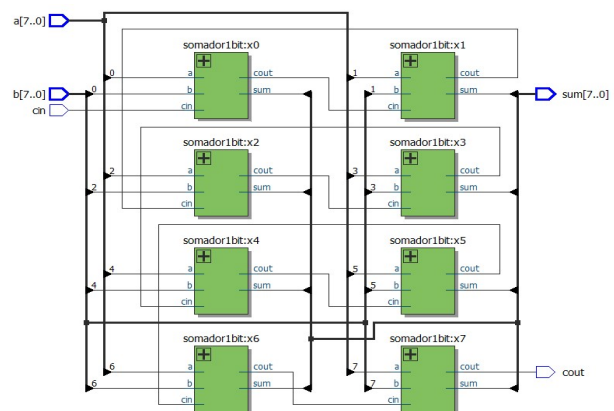 a[7..0]
somador1bit:x0 somador1bit:x1
0 a cout 1 a cout
b[7..0] 0 b sum 1 b sum sum[7..0]
cin cin cin
somador1bit:x2 somador1bit:x3
2 a cout 3 a cout
2 b sum 3 b sum
cin cin
somador1bit:x4 somador1bit:x5
4 a cout 5 a cout
4 b sum 5 b sum
cin cin
somador1bit:x6 somador1bit:x7
6 a cout 7 a cout cout
6 b sum 7 b sum
cin cin